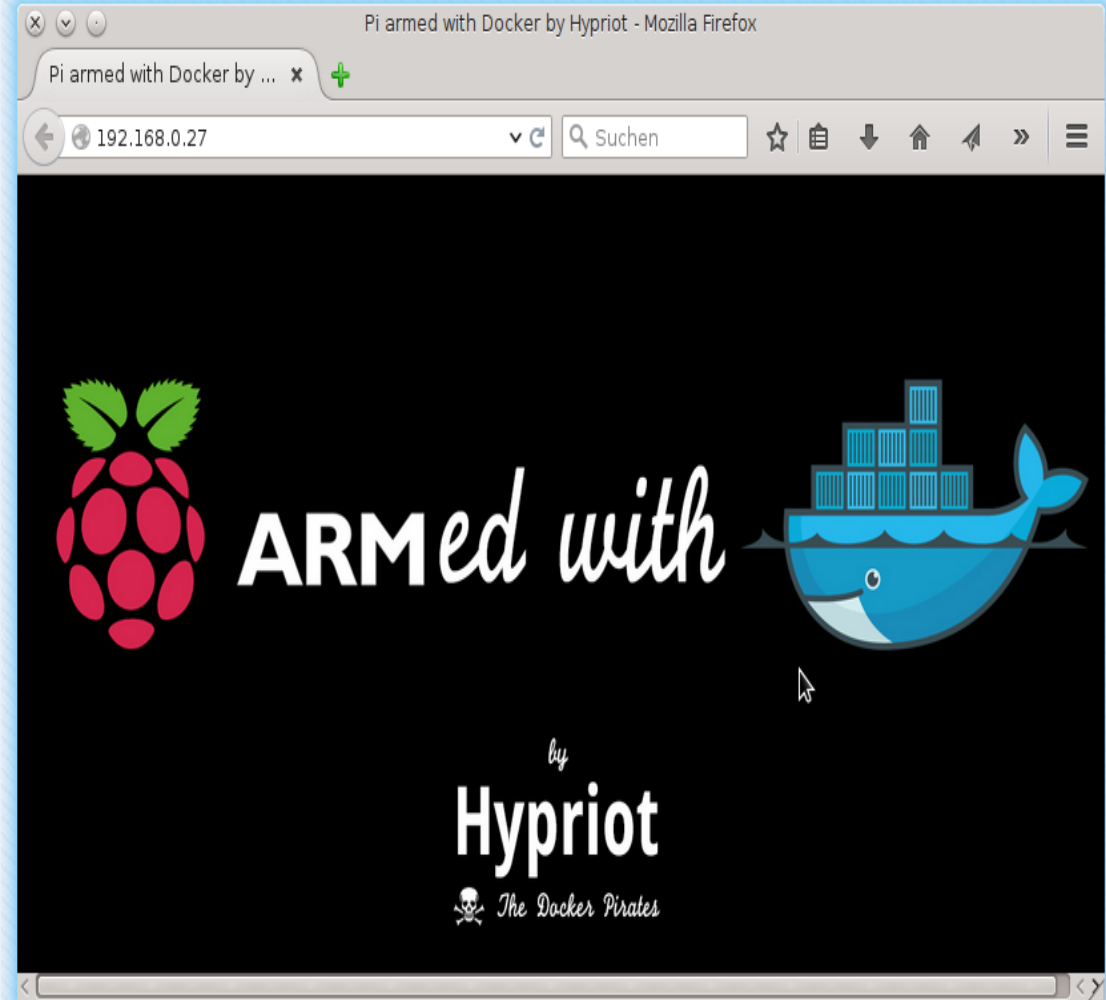 Pi armed with Docker by Hypriot - Mozilla Firefox
Pi armed with Docker by ...
192.168.0.27
Suchen
ARMed with
by
Hypriot
The Docker Pirates